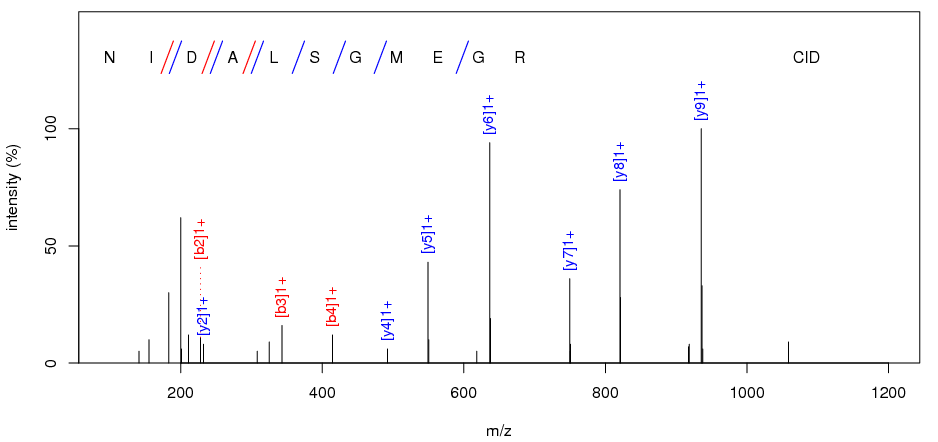 N I D A L S G M E G R CID
[y9]1+
[y6]1+
[y8]1+
[y5]1+
[y7]1+
[b2]1+
[b3]1+
[b4]1+
[y2]1+
[y4]1+
intensity (%)
0 50 100
200 400 600 800 1000 1200
m/z